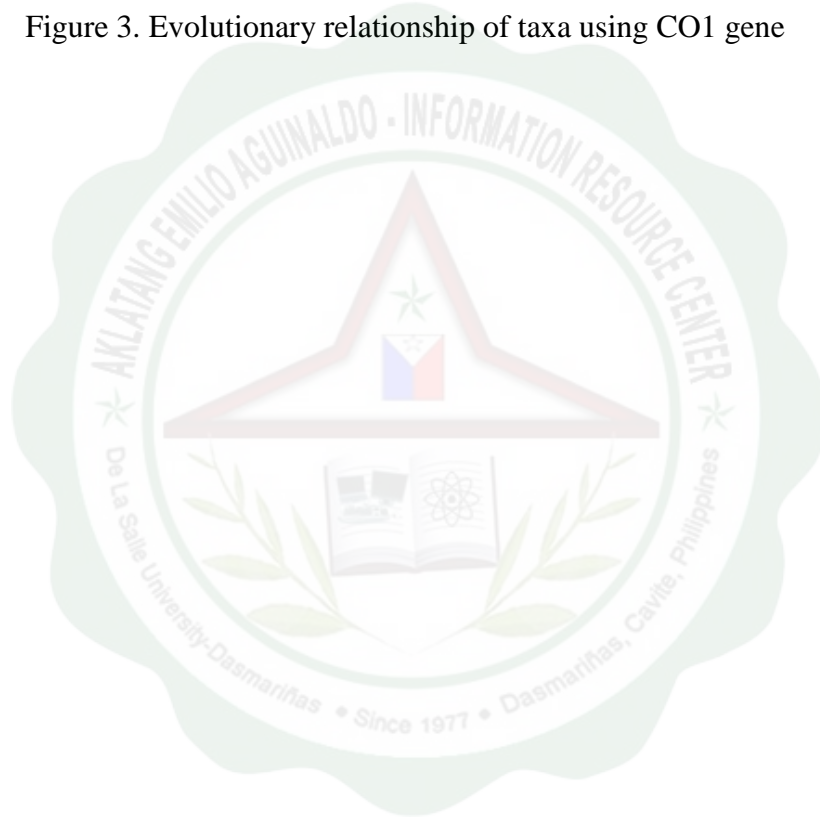 Figure 3. Evolutionary relationship of taxa using CO1 gene
AKLATANG EMILIO AGUINALDO - INFORMATION RESOURCE CENTER
De La Salle University-Dasmariñas • Since 1977 • Dasmariñas, Cavite, Philippines